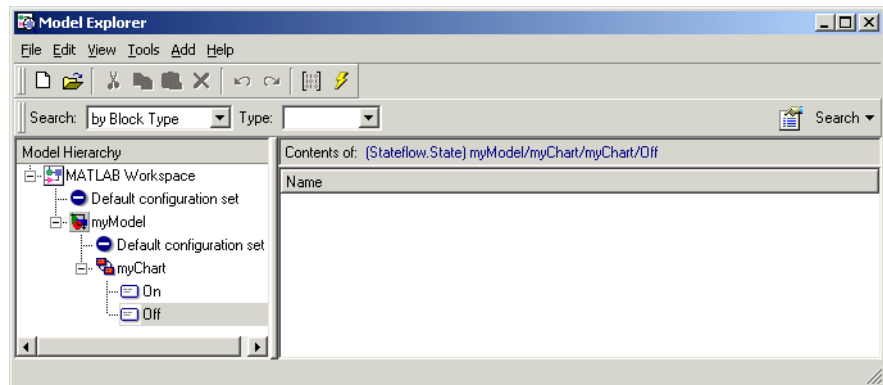 Model Explorer
File Edit View Tools Add Help
Search: by Block Type Type: Search
Model Hierarchy
Contents of: (Stateflow.State) myModel/myChart/myChart/Off
Name
MATLAB Workspace
Default configuration set
myModel
Default configuration set
myChart
On
Off